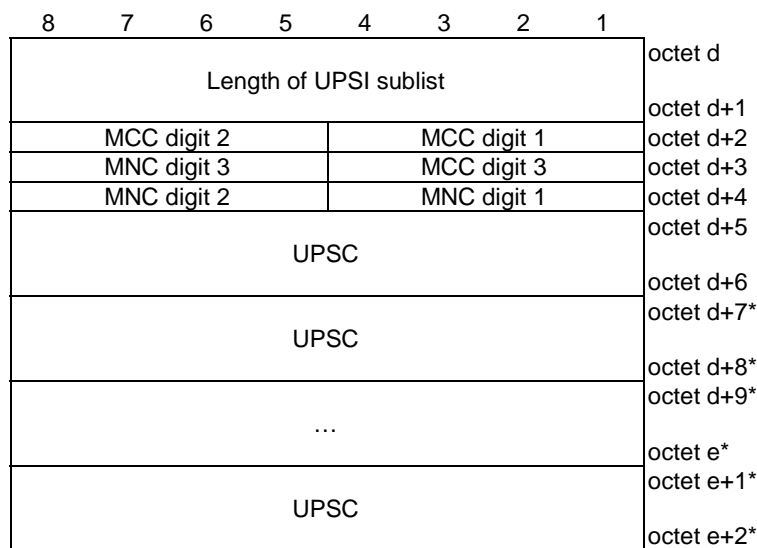 8 7 6 5 4 3 2 1
octet d
Length of UPSI sublist
octet d+1
MCC digit 2 MCC digit 1 octet d+2
MNC digit 3 MCC digit 3 octet d+3
MNC digit 2 MNC digit 1 octet d+4
octet d+5
UPSC
octet d+6
octet d+7*
UPSC
octet d+8*
octet d+9*
…
octet e*
octet e+1*
UPSC
octet e+2*